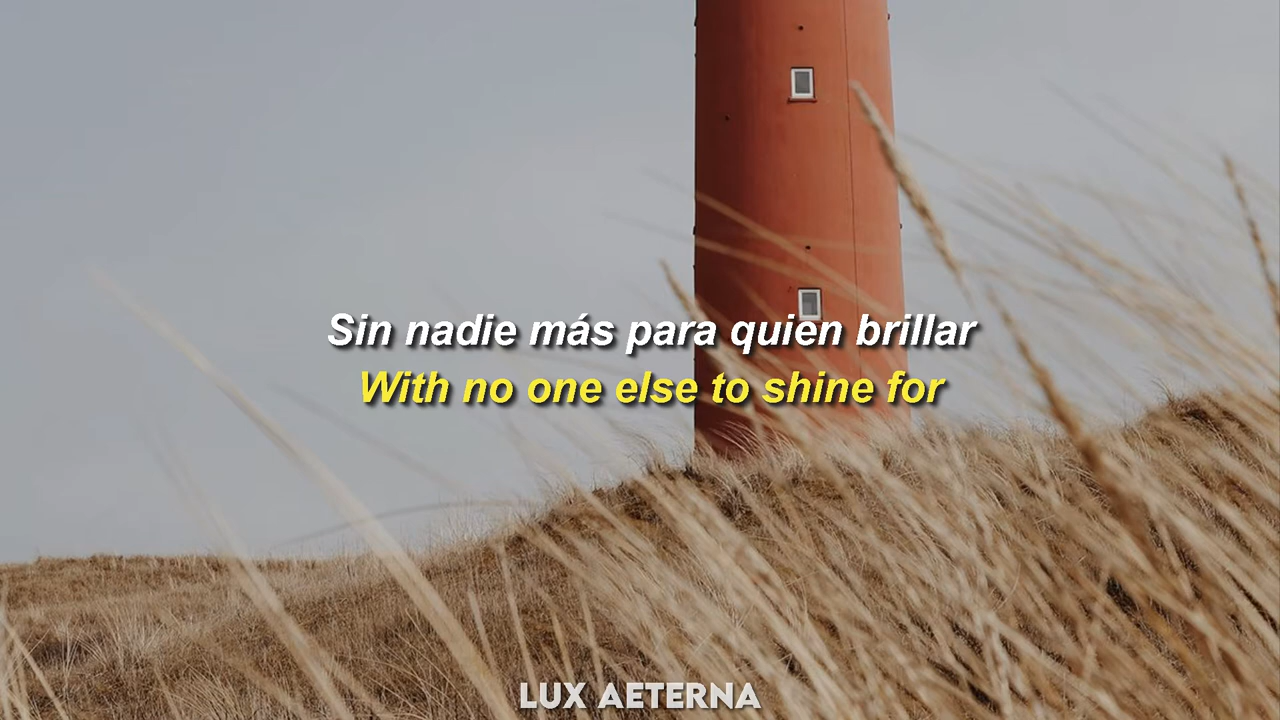 Sin nadie más para quien brillar
With no one else to shine for
LUX AETERNA